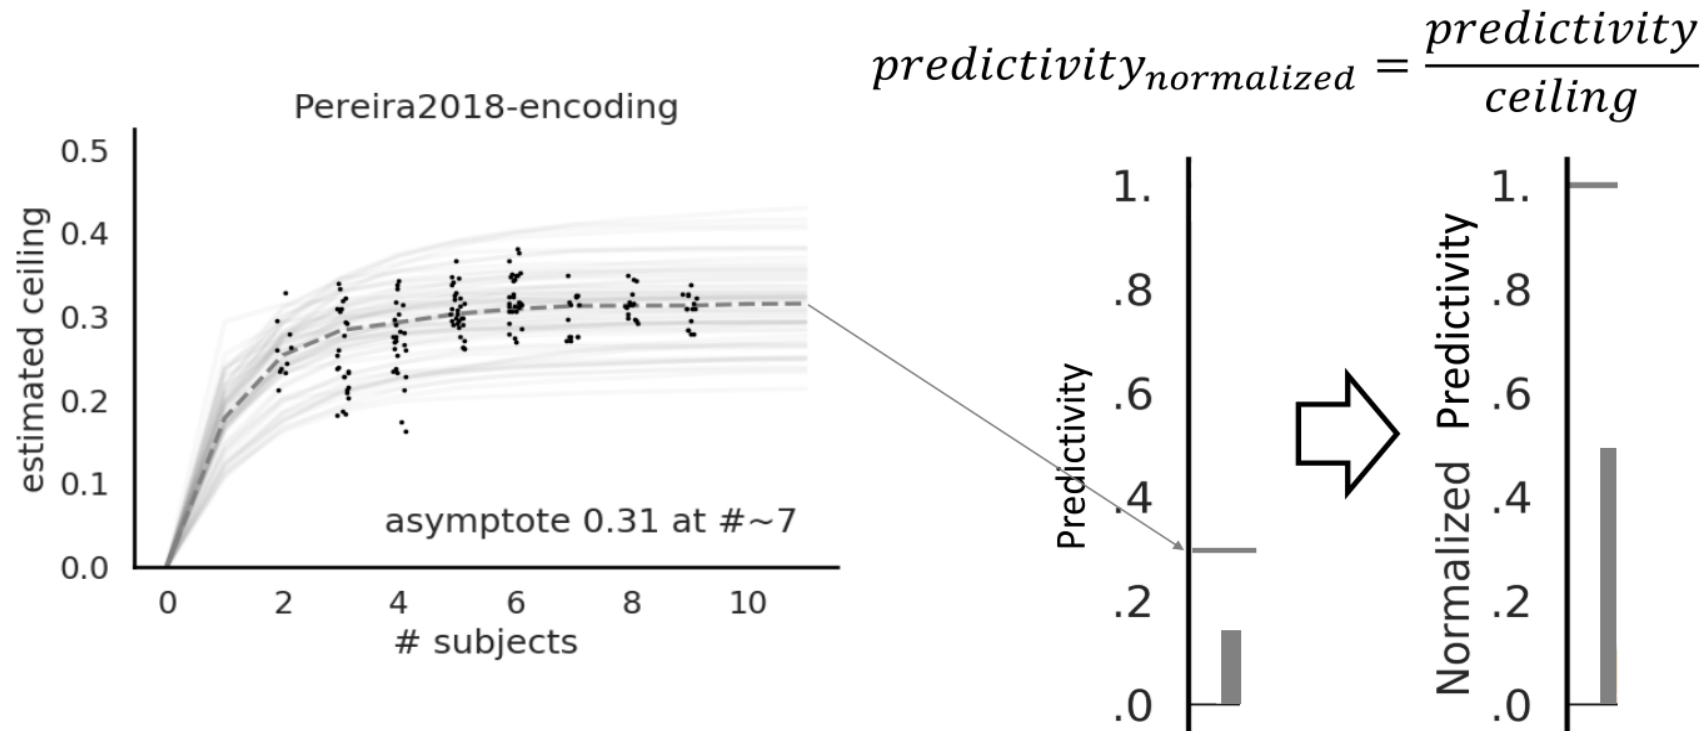 Pereira2018-encoding
estimated ceiling
0.5
0.4
0.3
0.2
0.1
0.0
asymptote 0.31 at #~7
0 2 4 6 8 10
# subjects
predictivity_normalized = predictivity / ceiling
Predictivity
1.
.8
.6
.4
.2
.0
Normalized Predictivity
1.
.8
.6
.4
.2
.0